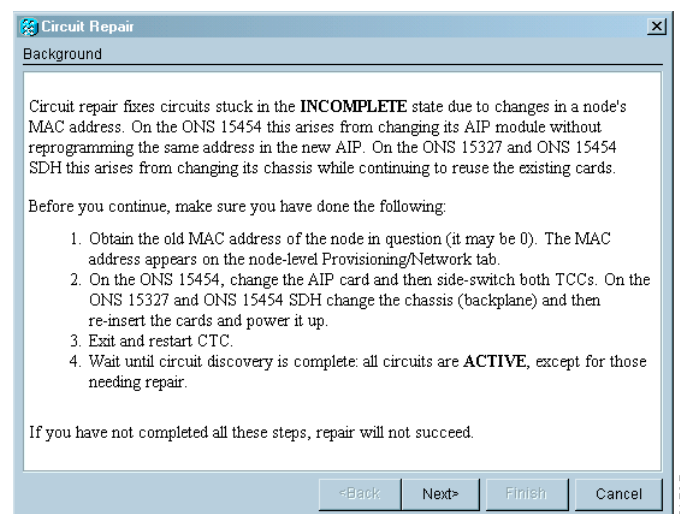 Circuit Repair
Background
Circuit repair fixes circuits stuck in the INCOMPLETE state due to changes in a node's
MAC address. On the ONS 15454 this arises from changing its AIP module without
reprogramming the same address in the new AIP. On the ONS 15327 and ONS 15454
SDH this arises from changing its chassis while continuing to reuse the existing cards.
Before you continue, make sure you have done the following:
1. Obtain the old MAC address of the node in question (it may be 0). The MAC
address appears on the node-level Provisioning/Network tab.
2. On the ONS 15454, change the AIP card and then side-switch both TCCs. On the
ONS 15327 and ONS 15454 SDH change the chassis (backplane) and then
re-insert the cards and power it up.
3. Exit and restart CTC.
4. Wait until circuit discovery is complete: all circuits are ACTIVE, except for those
needing repair.
If you have not completed all these steps, repair will not succeed.
<Back Next> Finish Cancel